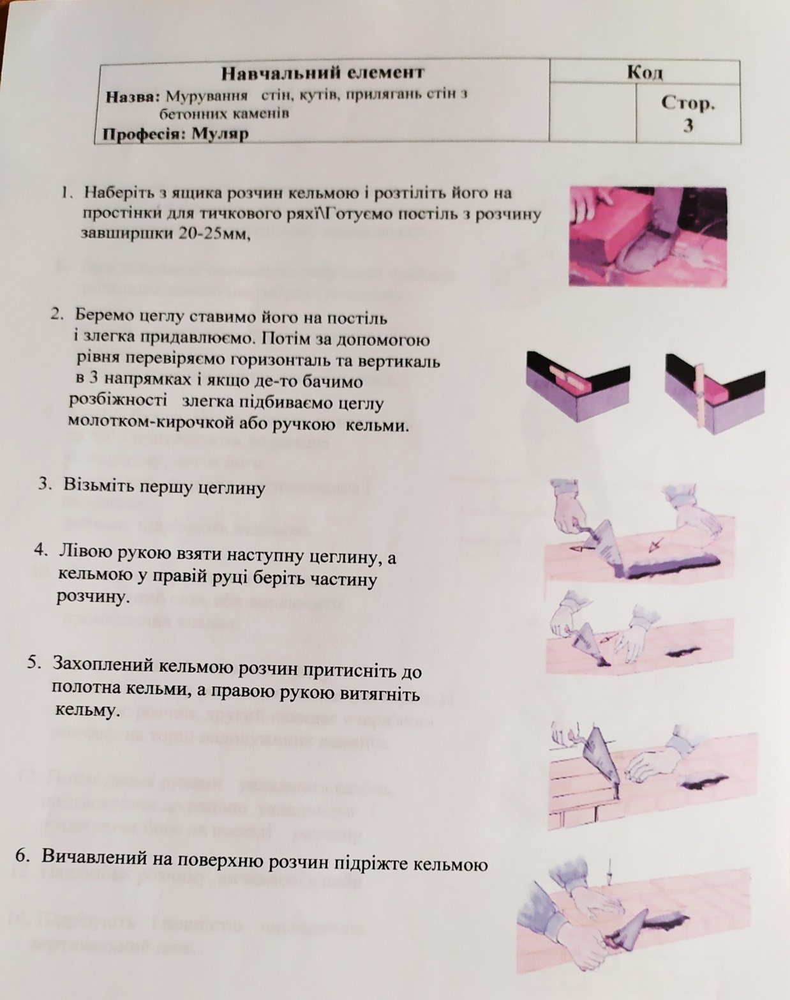 Навчальний елемент
Код
Назва: Мурування стін, кутів, прилягань стін з
бетонних каменів
Професія: Муляр
Стор.
3
1. Наберіть з ящика розчин кельмою і розтіліть його на
простінки для тичкового ряхї\Готуємо постіль з розчину
завширшки 20-25мм,
2. Беремо цеглу ставимо його на постіль
і злегка придавлюємо. Потім за допомогою
рівня перевіряємо горизонталь та вертикаль
в 3 напрямках і якщо де-то бачимо
розбіжності злегка підбиваємо цеглу
молотком-кирочкой або ручкою кельми.
3. Візьміть першу цеглину
4. Лівою рукою взяти наступну цеглину, а
кельмою у правій руці беріть частину
розчину.
5. Захоплений кельмою розчин притисніть до
полотна кельми, а правою рукою витягніть
кельму.
6. Вичавлений на поверхню розчин підріжте кельмою